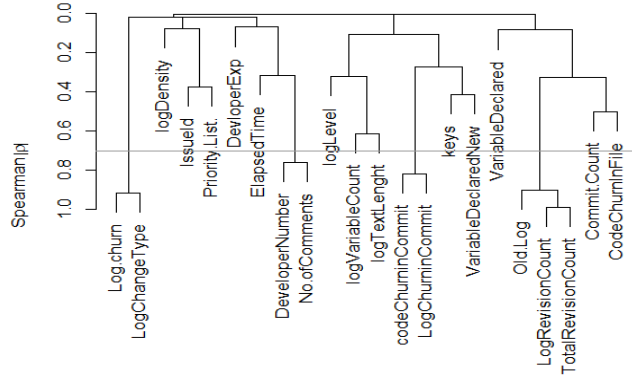 Spearman|ρ|
0.0
0.2
0.4
0.6
0.8
1.0
Log.churn
LogChangeType
logDensity
IssueId
Priority.List.
DevloperExp
ElapsedTime
DeveloperNumber
No.ofComments
logLevel
logVariableCount
logTextLenght
codeChurninCommit
LogChurninCommit
keys
VariableDeclaredNew
VariableDeclared
Old.Log
LogRevisionCount
TotalRevisionCount
Commit.Count
CodeChurnInFile